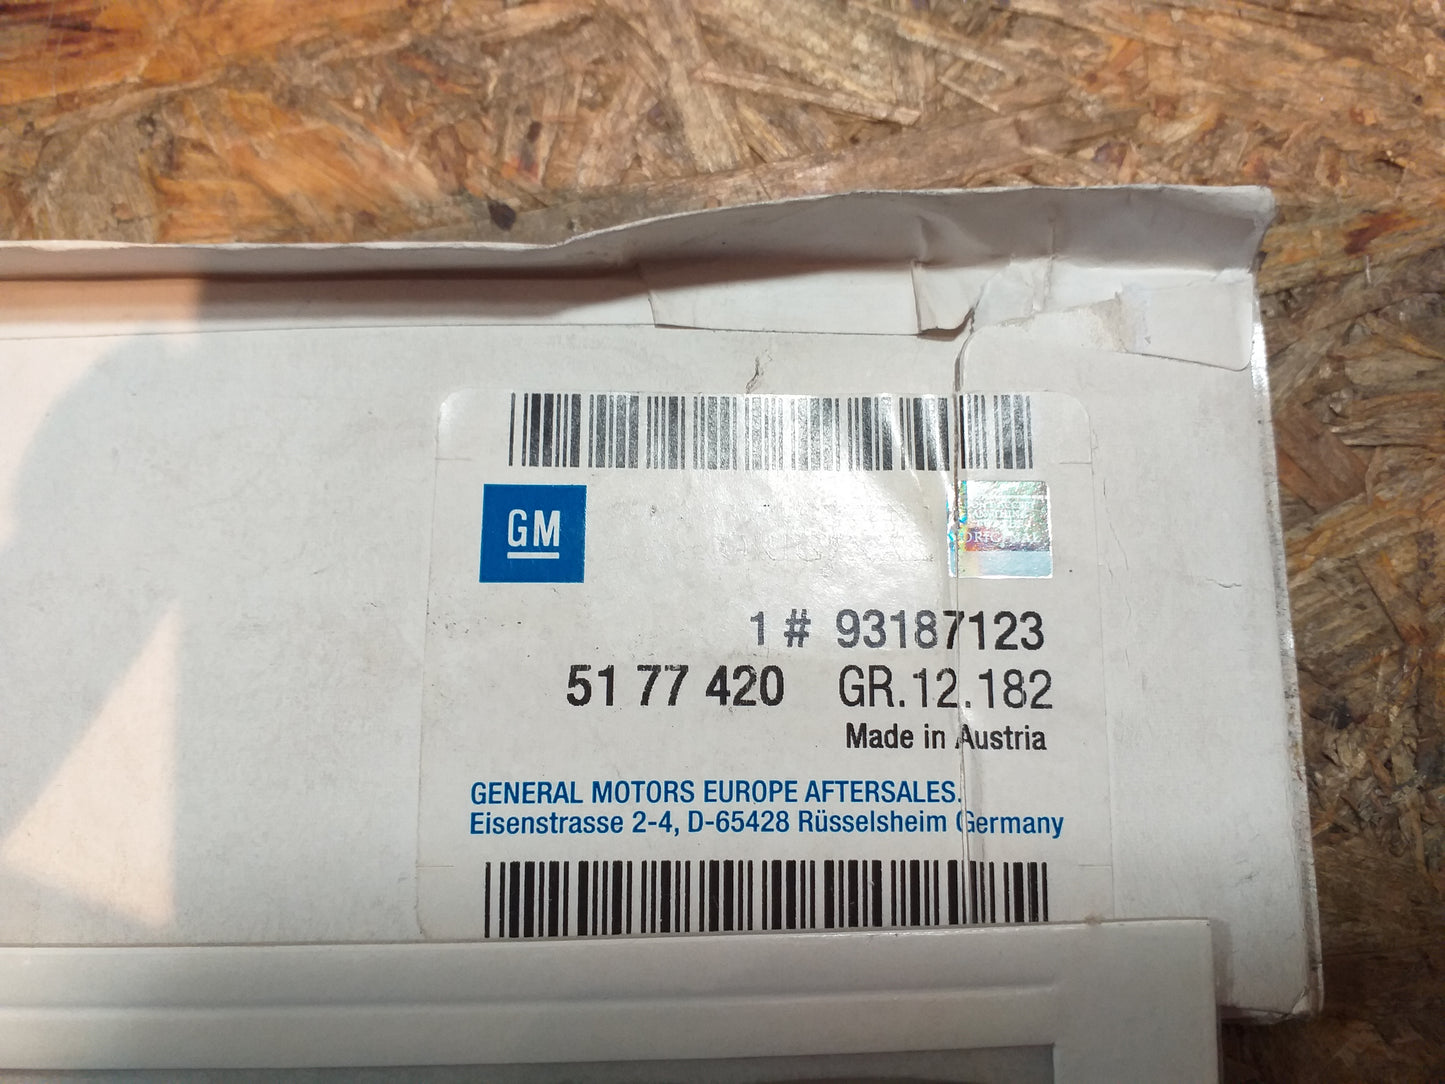 GM
ORIGINAL
1 # 93187123
51 77 420 GR.12.182
Made in Austria
GENERAL MOTORS EUROPE AFTERSALES.
Eisenstrasse 2-4, D-65428 Rüsselsheim Germany